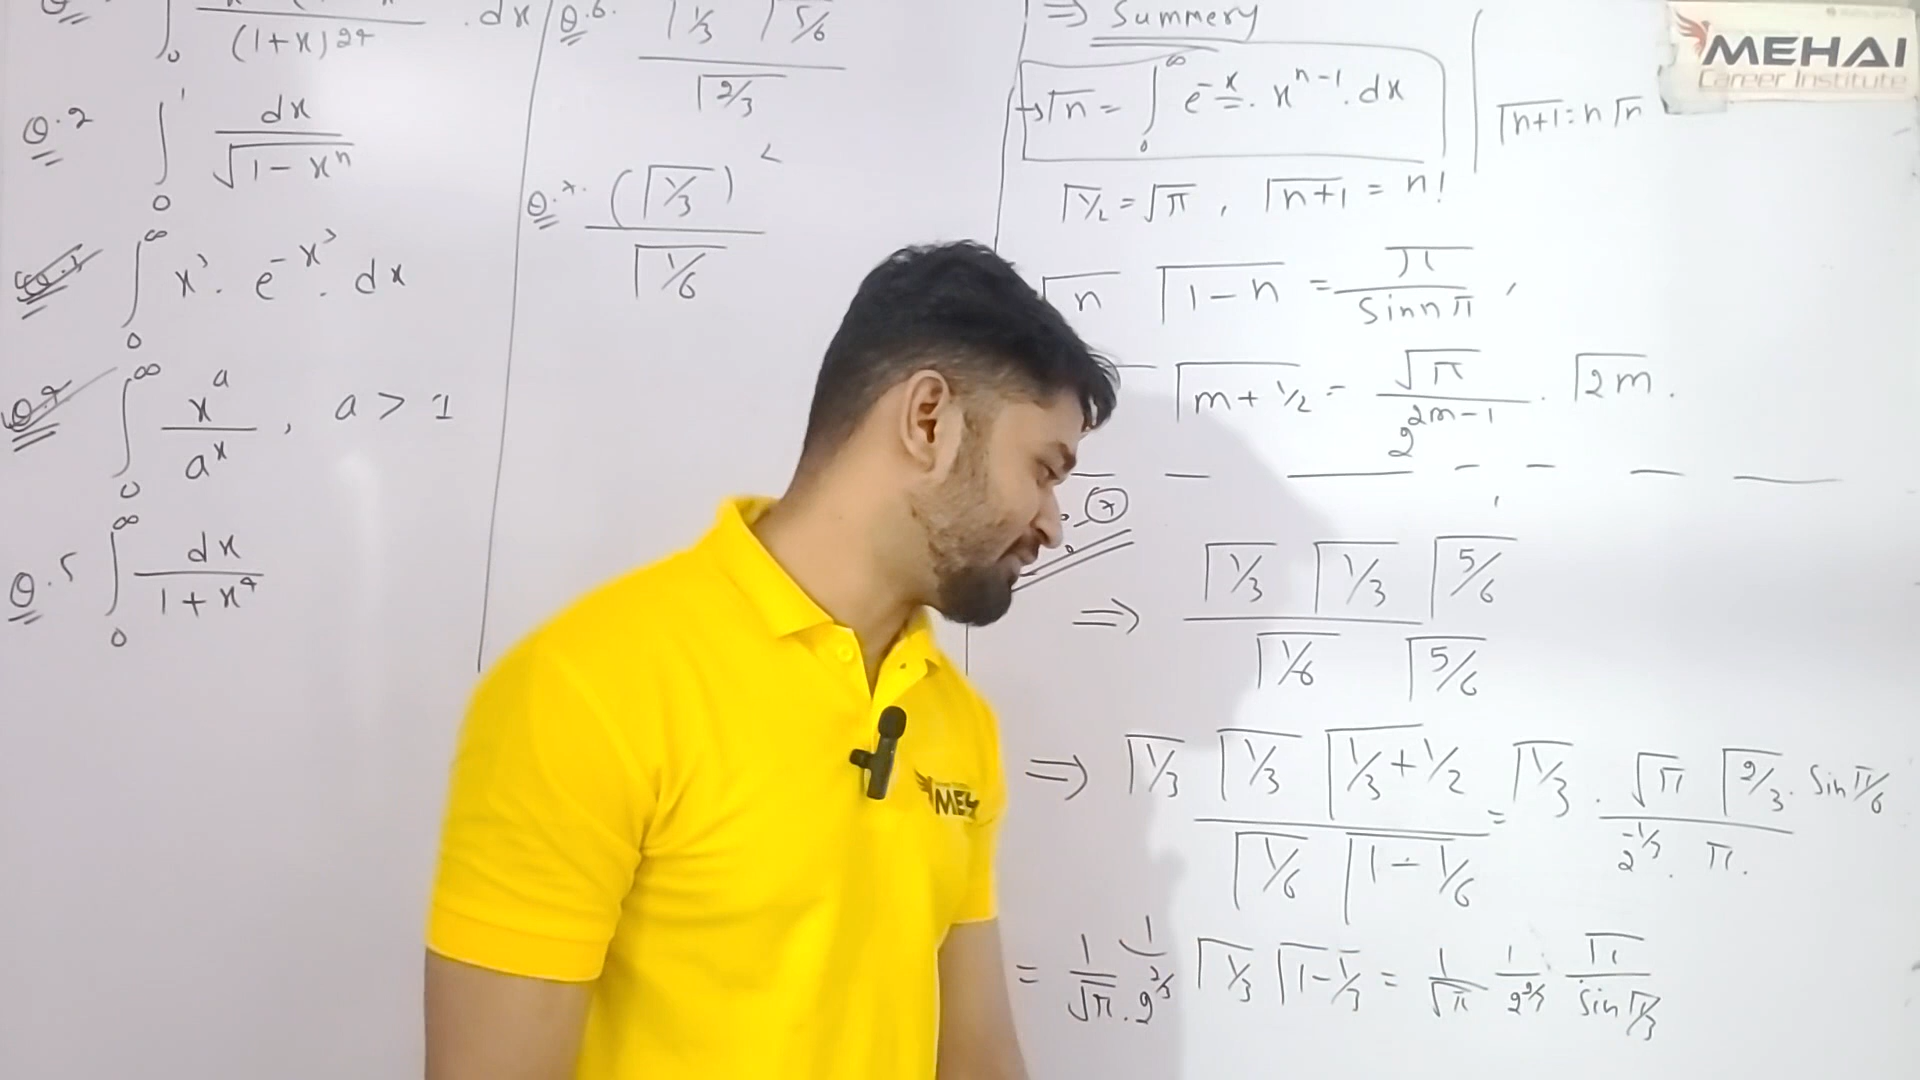 ∫₀ (1+x)²⁴ . dx
Q.2 ∫₀¹ dx / √(1-xⁿ)
Q.3 ∫₀^∞ x³ . e^(-x³) . dx
Q.4 ∫₀^∞ x^a / a^x , a > 1
Q.5 ∫₀^∞ dx / (1+x⁴)
Q.6. Γ1/3 Γ5/6 / Γ2/3
Q.7. (Γ1/3)² / Γ1/6
⇒ Summery
→ Γn = ∫₀^∞ e^(-x) . x^(n-1) . dx
Γn+1 = n Γn
Γ1/2 = √π , Γn+1 = n!
Γn Γ1-n = π / Sin nπ ,
Γm+1/2 = √π / 2^(2m-1) . Γ2m .
⑦
⇒ Γ1/3 Γ1/3 Γ5/6 / Γ1/6 Γ5/6
⇒ Γ1/3 Γ1/3 Γ1/3+1/2 / Γ1/6 Γ1-1/6 = Γ1/3 . √π Γ2/3 . Sin π/6 / 2^(-1/3) . π .
= 1/√π . 1/2^(2/3) Γ1/3 Γ1-1/3 = 1/√π 1/2^(2/3) π / Sin π/3
MEHAI
Career Institute